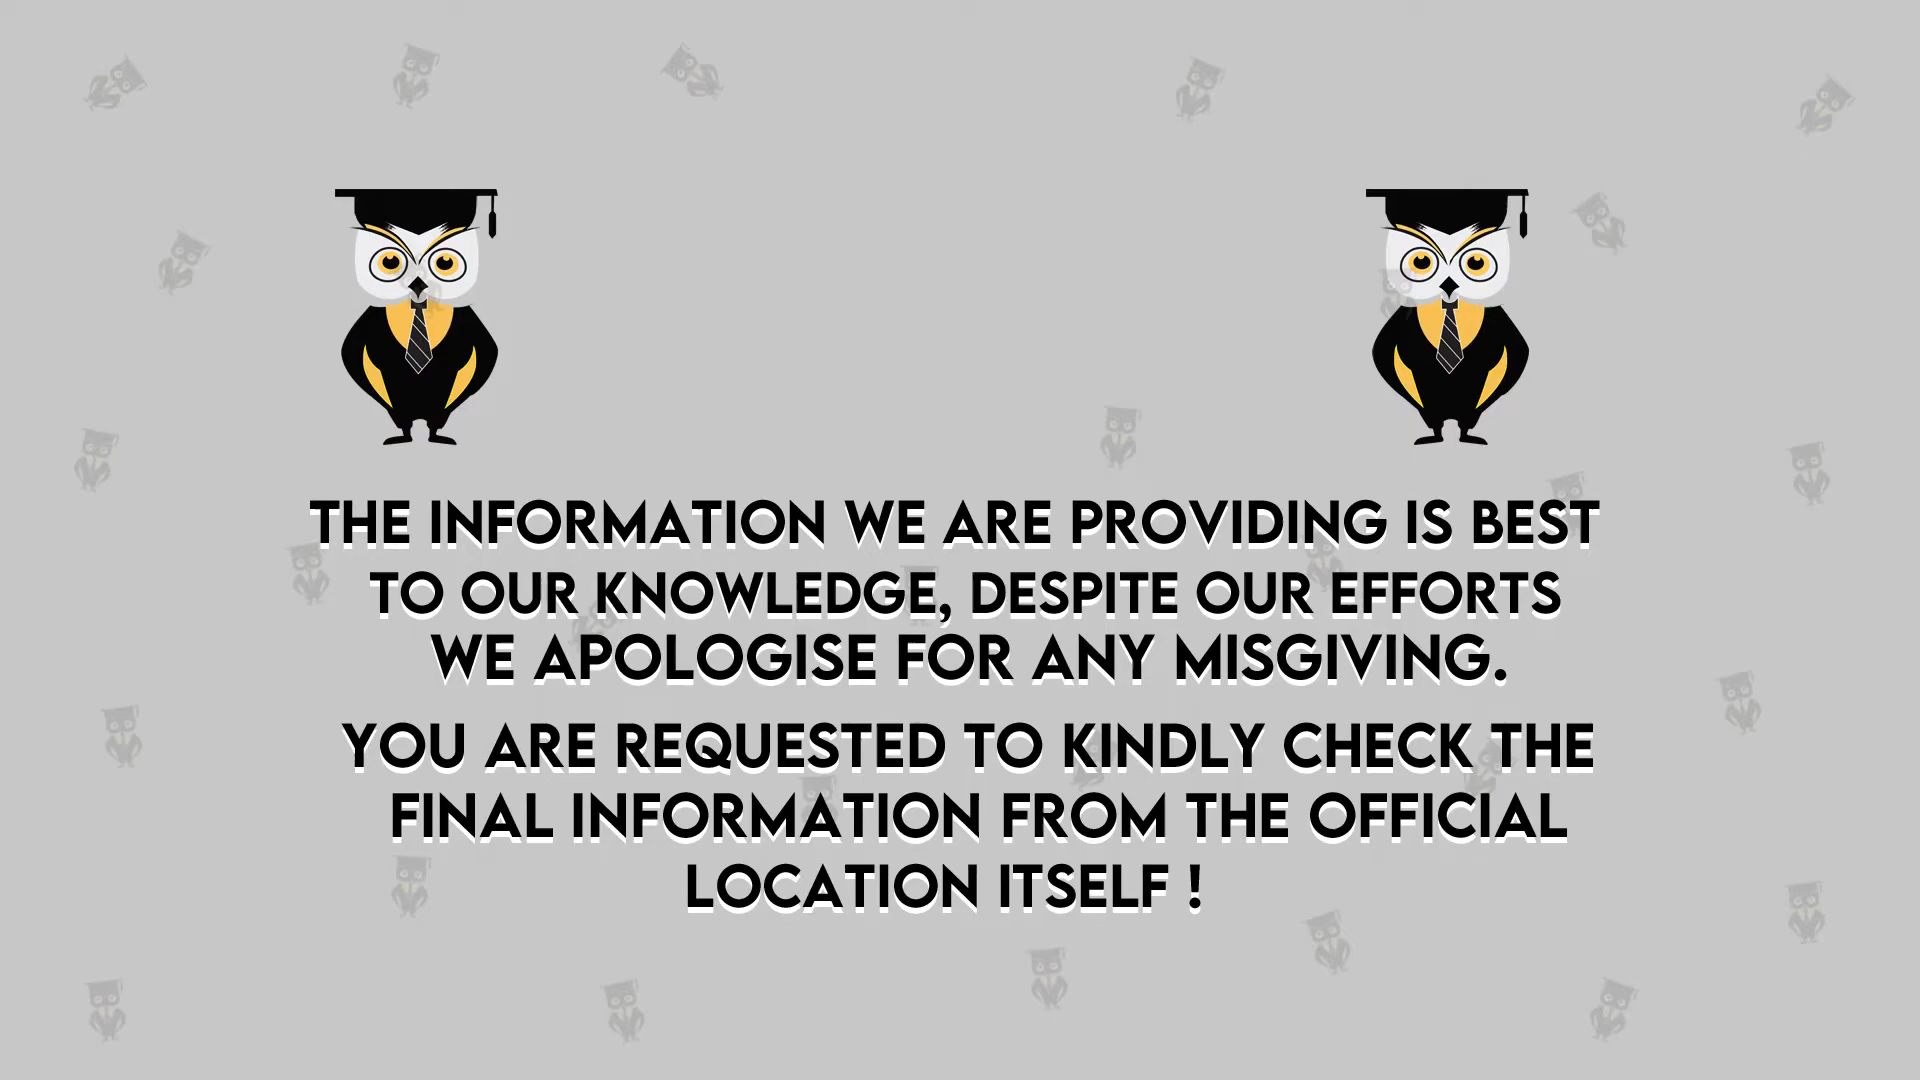 THE INFORMATION WE ARE PROVIDING IS BEST
TO OUR KNOWLEDGE, DESPITE OUR EFFORTS
WE APOLOGISE FOR ANY MISGIVING.
YOU ARE REQUESTED TO KINDLY CHECK THE
FINAL INFORMATION FROM THE OFFICIAL
LOCATION ITSELF !